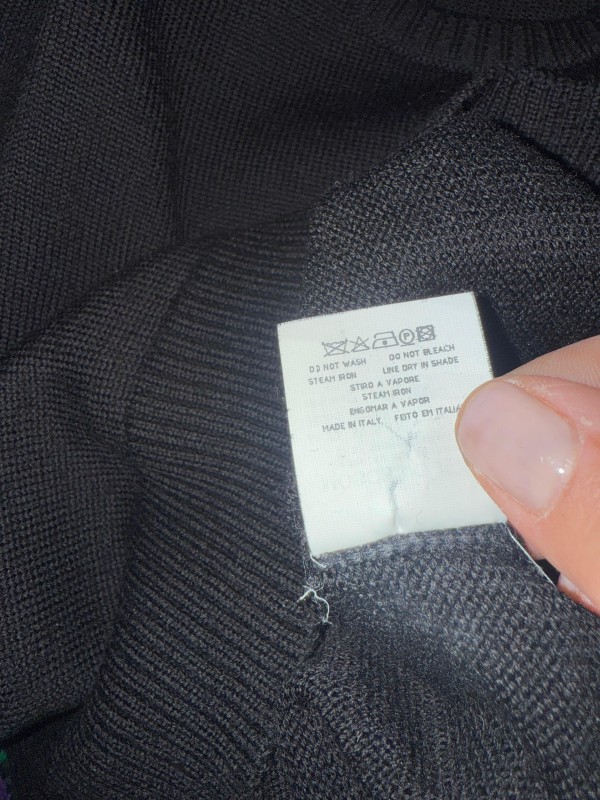 P
DO NOT WASH DO NOT BLEACH
STEAM IRON LINE DRY IN SHADE
STIRO A VAPORE
STEAM IRON
ENGOMAR A VAPOR
MADE IN ITALY FEITO EM ITALIA